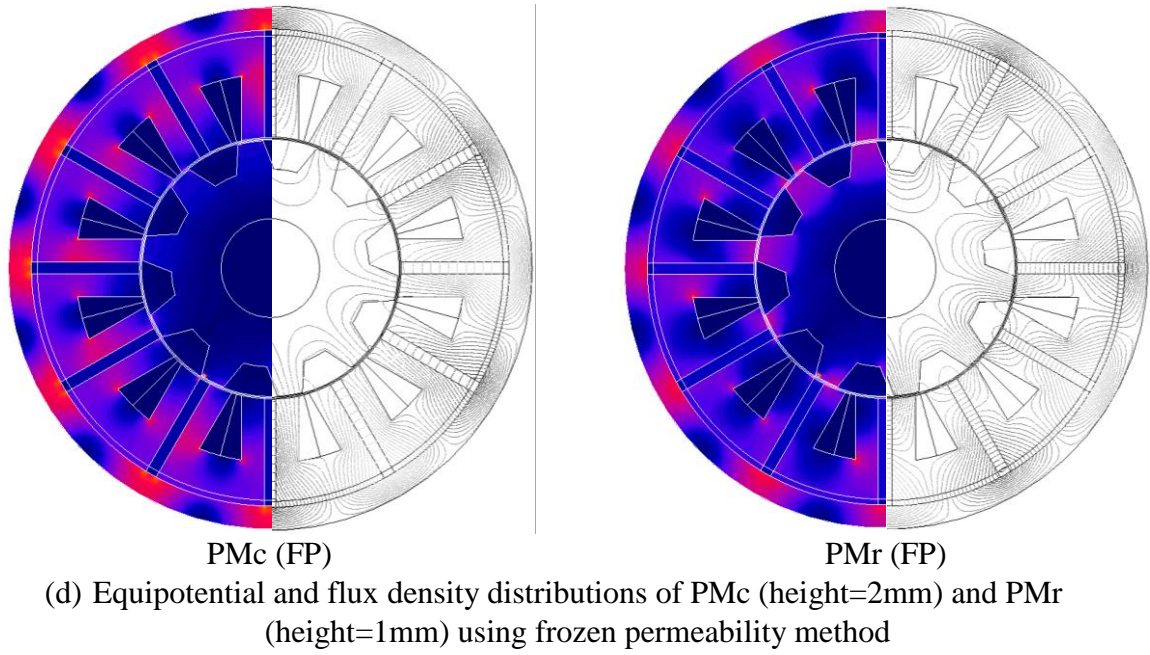 PMc (FP)
PMr (FP)
(d) Equipotential and flux density distributions of PMc (height=2mm) and PMr
(height=1mm) using frozen permeability method